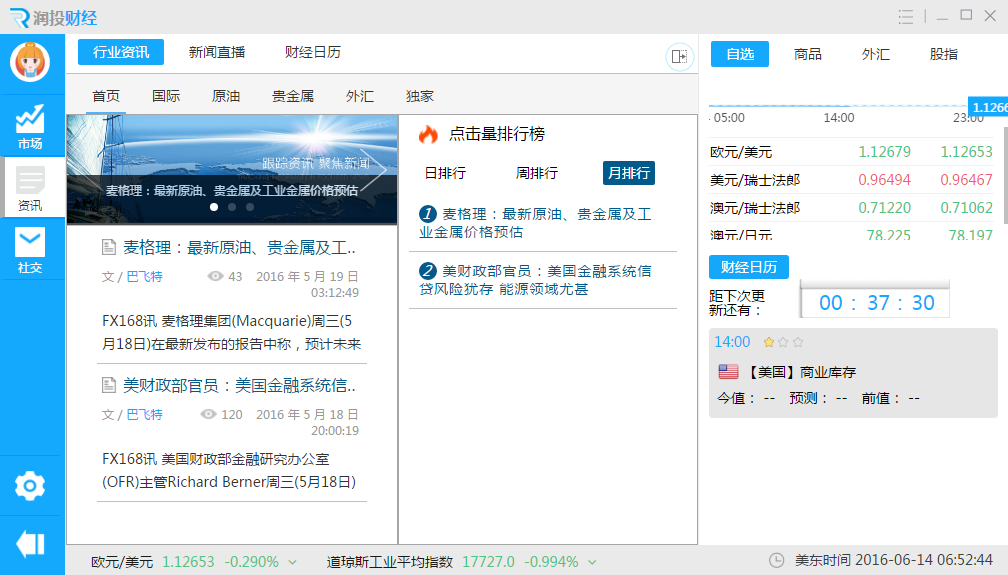 润投财经
行业资讯 新闻直播 财经日历
首页 国际 原油 贵金属 外汇 独家
市场
资讯
社交
跟踪资讯 聚焦新闻
麦格理：最新原油、贵金属及工业金属价格预估
麦格理：最新原油、贵金属及工..
文 / 巴飞特 43 2016 年 5 月 19 日
03:12:49
FX168讯 麦格理集团(Macquarie)周三(5
月18日)在最新发布的报告中称，预计未来
美财政部官员：美国金融系统信..
文 / 巴飞特 120 2016 年 5 月 18 日
20:00:19
FX168讯 美国财政部金融研究办公室
(OFR)主管Richard Berner周三(5月18日)
点击量排行榜
日排行 周排行 月排行
1 麦格理：最新原油、贵金属及工
业金属价格预估
2 美财政部官员：美国金融系统信
贷风险犹存 能源领域尤甚
自选 商品 外汇 股指
1.1266
05:00 14:00 23:00
欧元/美元 1.12679 1.12653
美元/瑞士法郎 0.96494 0.96467
澳元/瑞士法郎 0.71220 0.71062
澳元/日元 78.225 78.197
财经日历
距下次更
新还有： 00 : 37 : 30
14:00
【美国】商业库存
今值： -- 预测： -- 前值： --
欧元/美元 1.12653 -0.290% 道琼斯工业平均指数 17727.0 -0.994% 美东时间 2016-06-14 06:52:44